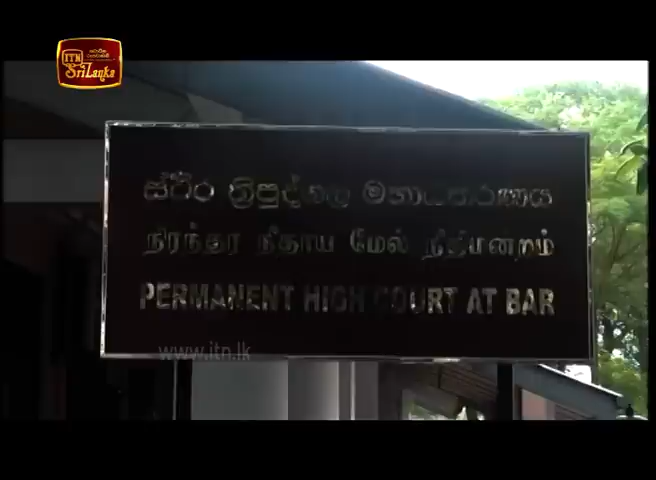 ITN
SriLanka
ස්ථිර ත්‍රිපුද්ගල මහාධිකරණය
நிரந்தர நீதாய மேல் நீதிமன்றம்
PERMANENT HIGH COURT AT BAR
www.itn.lk